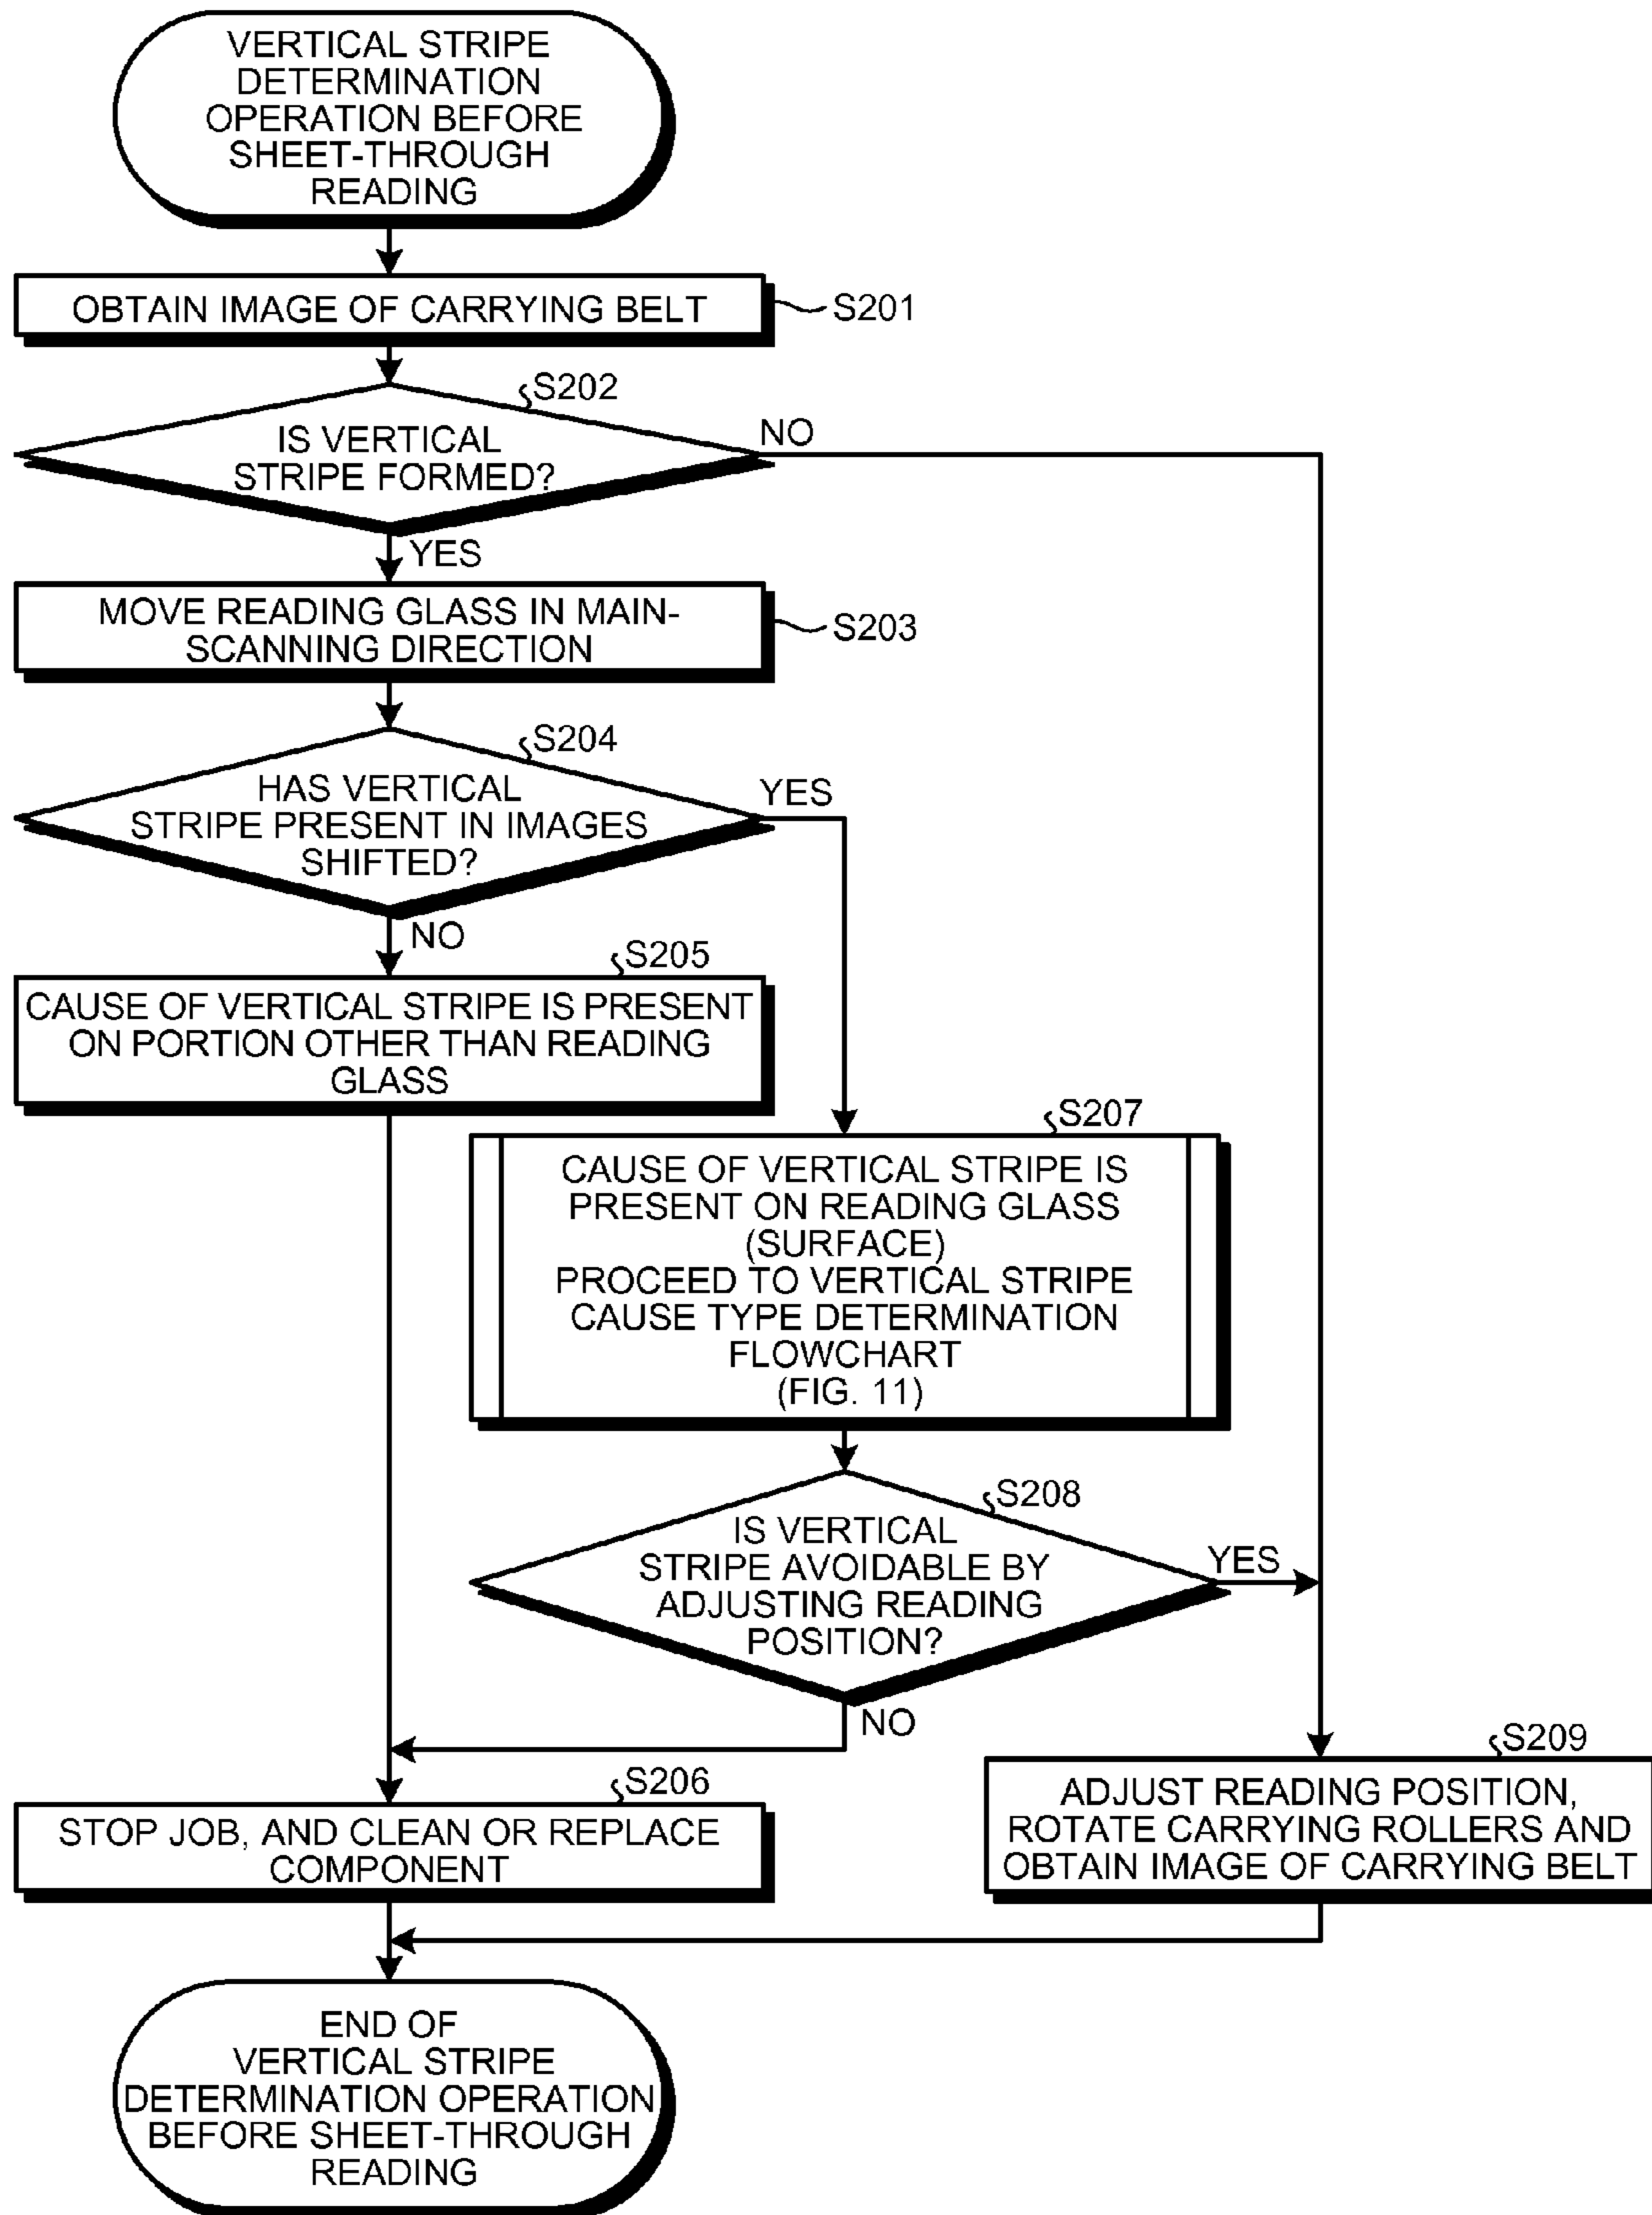 VERTICAL STRIPE
DETERMINATION
OPERATION BEFORE
SHEET-THROUGH
READING
OBTAIN IMAGE OF CARRYING BELT
S201
S202
IS VERTICAL
STRIPE FORMED?
NO
YES
MOVE READING GLASS IN MAIN-
SCANNING DIRECTION
S203
S204
HAS VERTICAL
STRIPE PRESENT IN IMAGES
SHIFTED?
YES
NO
S205
CAUSE OF VERTICAL STRIPE IS PRESENT
ON PORTION OTHER THAN READING
GLASS
S207
CAUSE OF VERTICAL STRIPE IS
PRESENT ON READING GLASS
(SURFACE)
PROCEED TO VERTICAL STRIPE
CAUSE TYPE DETERMINATION
FLOWCHART
(FIG. 11)
S208
IS VERTICAL
STRIPE AVOIDABLE BY
ADJUSTING READING
POSITION?
YES
NO
S206
STOP JOB, AND CLEAN OR REPLACE
COMPONENT
S209
ADJUST READING POSITION,
ROTATE CARRYING ROLLERS AND
OBTAIN IMAGE OF CARRYING BELT
END OF
VERTICAL STRIPE
DETERMINATION OPERATION
BEFORE SHEET-THROUGH
READING